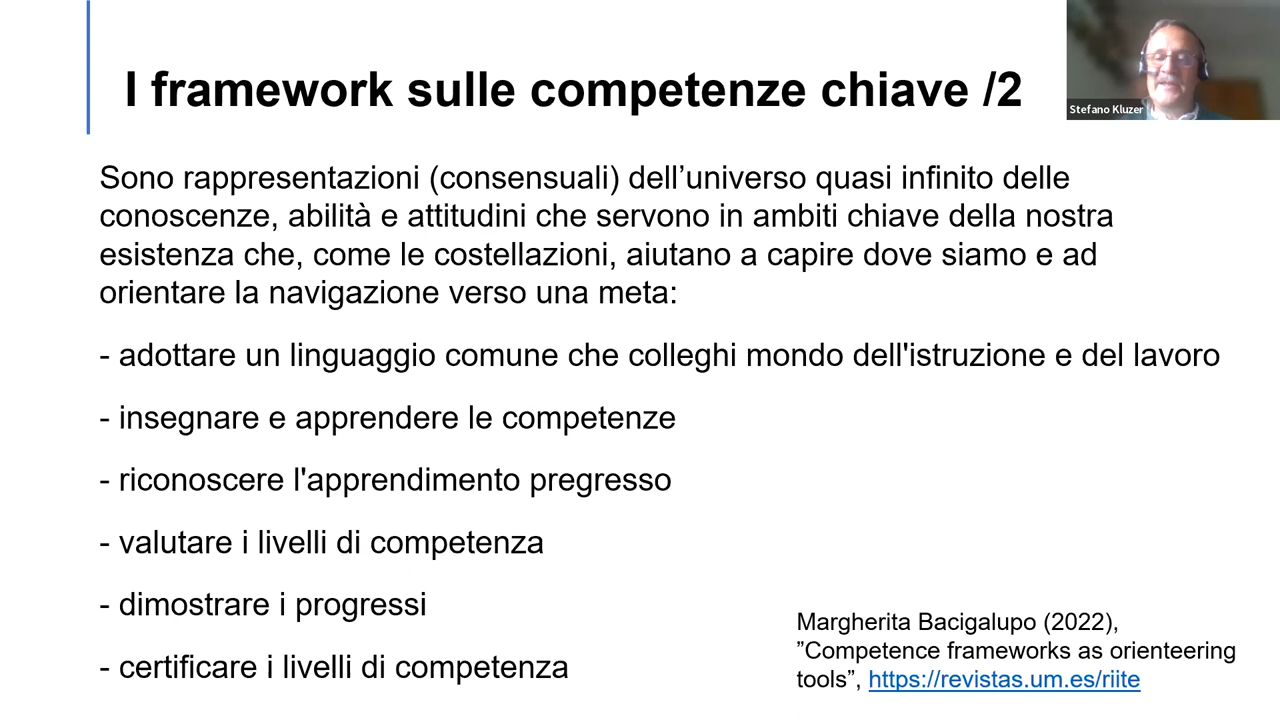 I framework sulle competenze chiave /2
Stefano Kluzer
Sono rappresentazioni (consensuali) dell’universo quasi infinito delle
conoscenze, abilità e attitudini che servono in ambiti chiave della nostra
esistenza che, come le costellazioni, aiutano a capire dove siamo e ad
orientare la navigazione verso una meta:
- adottare un linguaggio comune che colleghi mondo dell'istruzione e del lavoro
- insegnare e apprendere le competenze
- riconoscere l'apprendimento pregresso
- valutare i livelli di competenza
- dimostrare i progressi
- certificare i livelli di competenza
Margherita Bacigalupo (2022),
”Competence frameworks as orienteering
tools”, https://revistas.um.es/riite